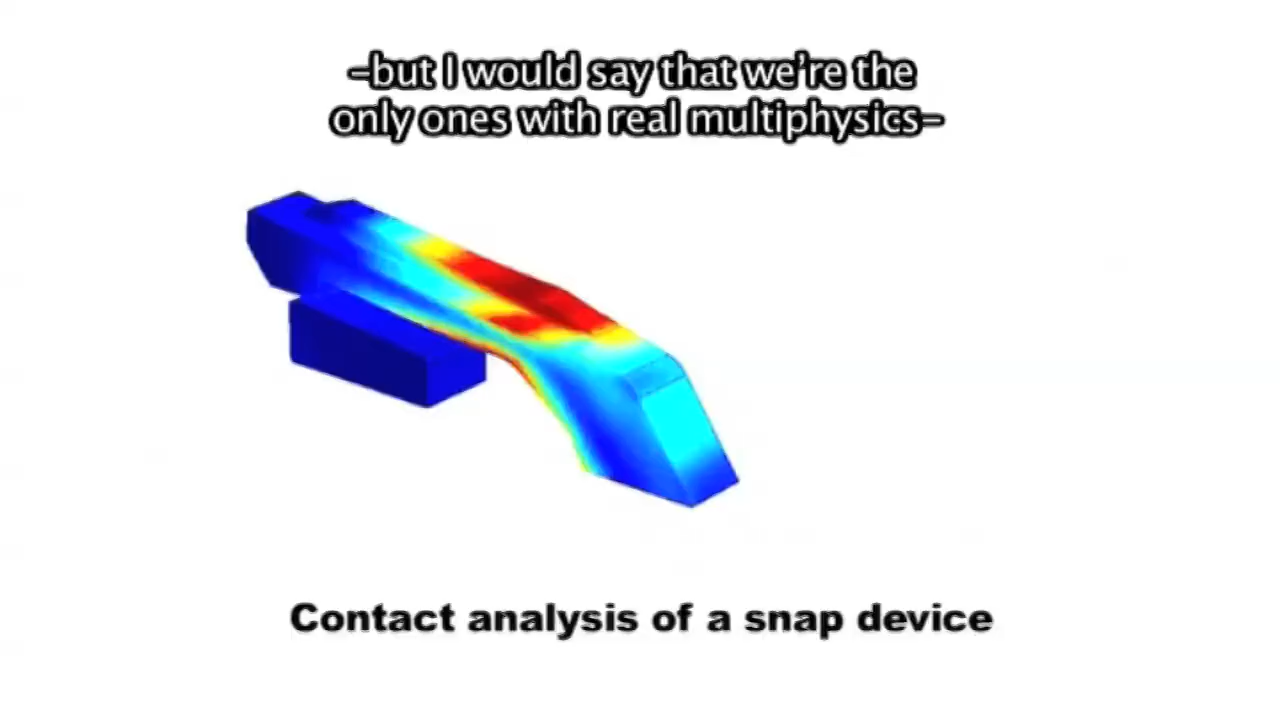 -but I would say that we're the
only ones with real multiphysics-
Contact analysis of a snap device